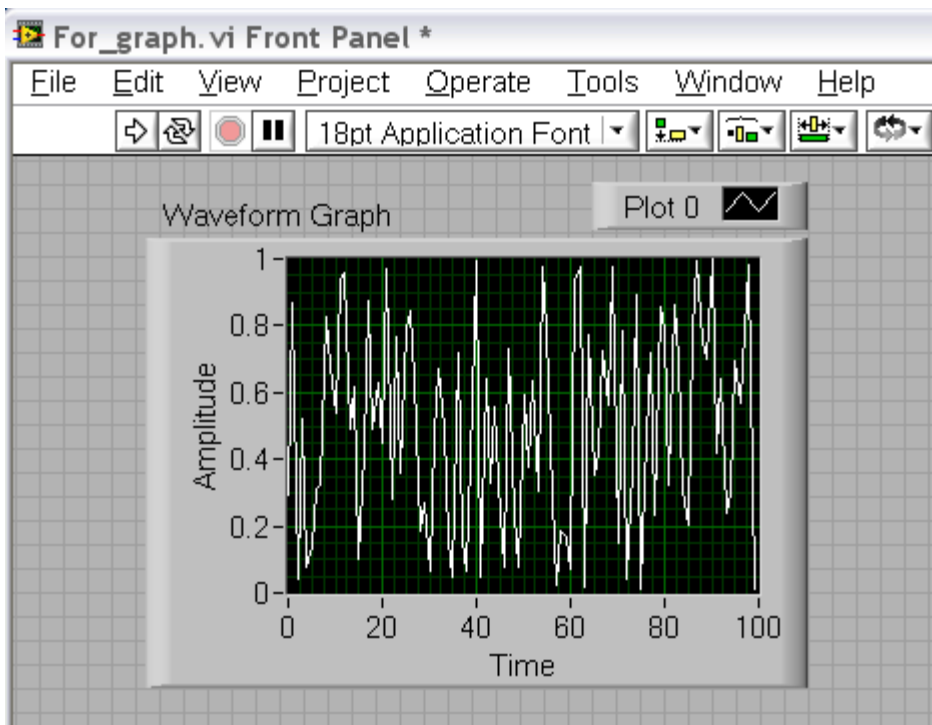 For_graph.vi Front Panel *
File Edit View Project Operate Tools Window Help
18pt Application Font
Waveform Graph
Plot 0
1
0.8
0.6
0.4
0.2
0
Amplitude
0 20 40 60 80 100
Time